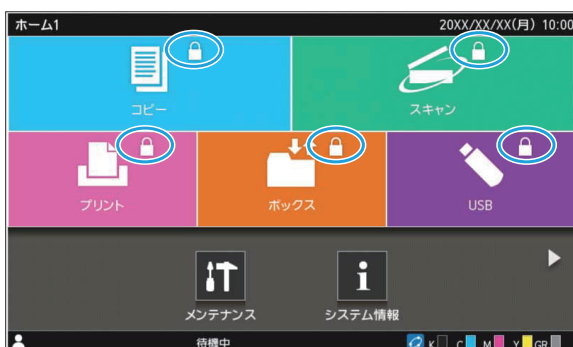 ホーム1 20XX/XX/XX(月) 10:00
コピー スキャン
プリント ボックス USB
メンテナンス システム情報
待機中 K C M Y GR